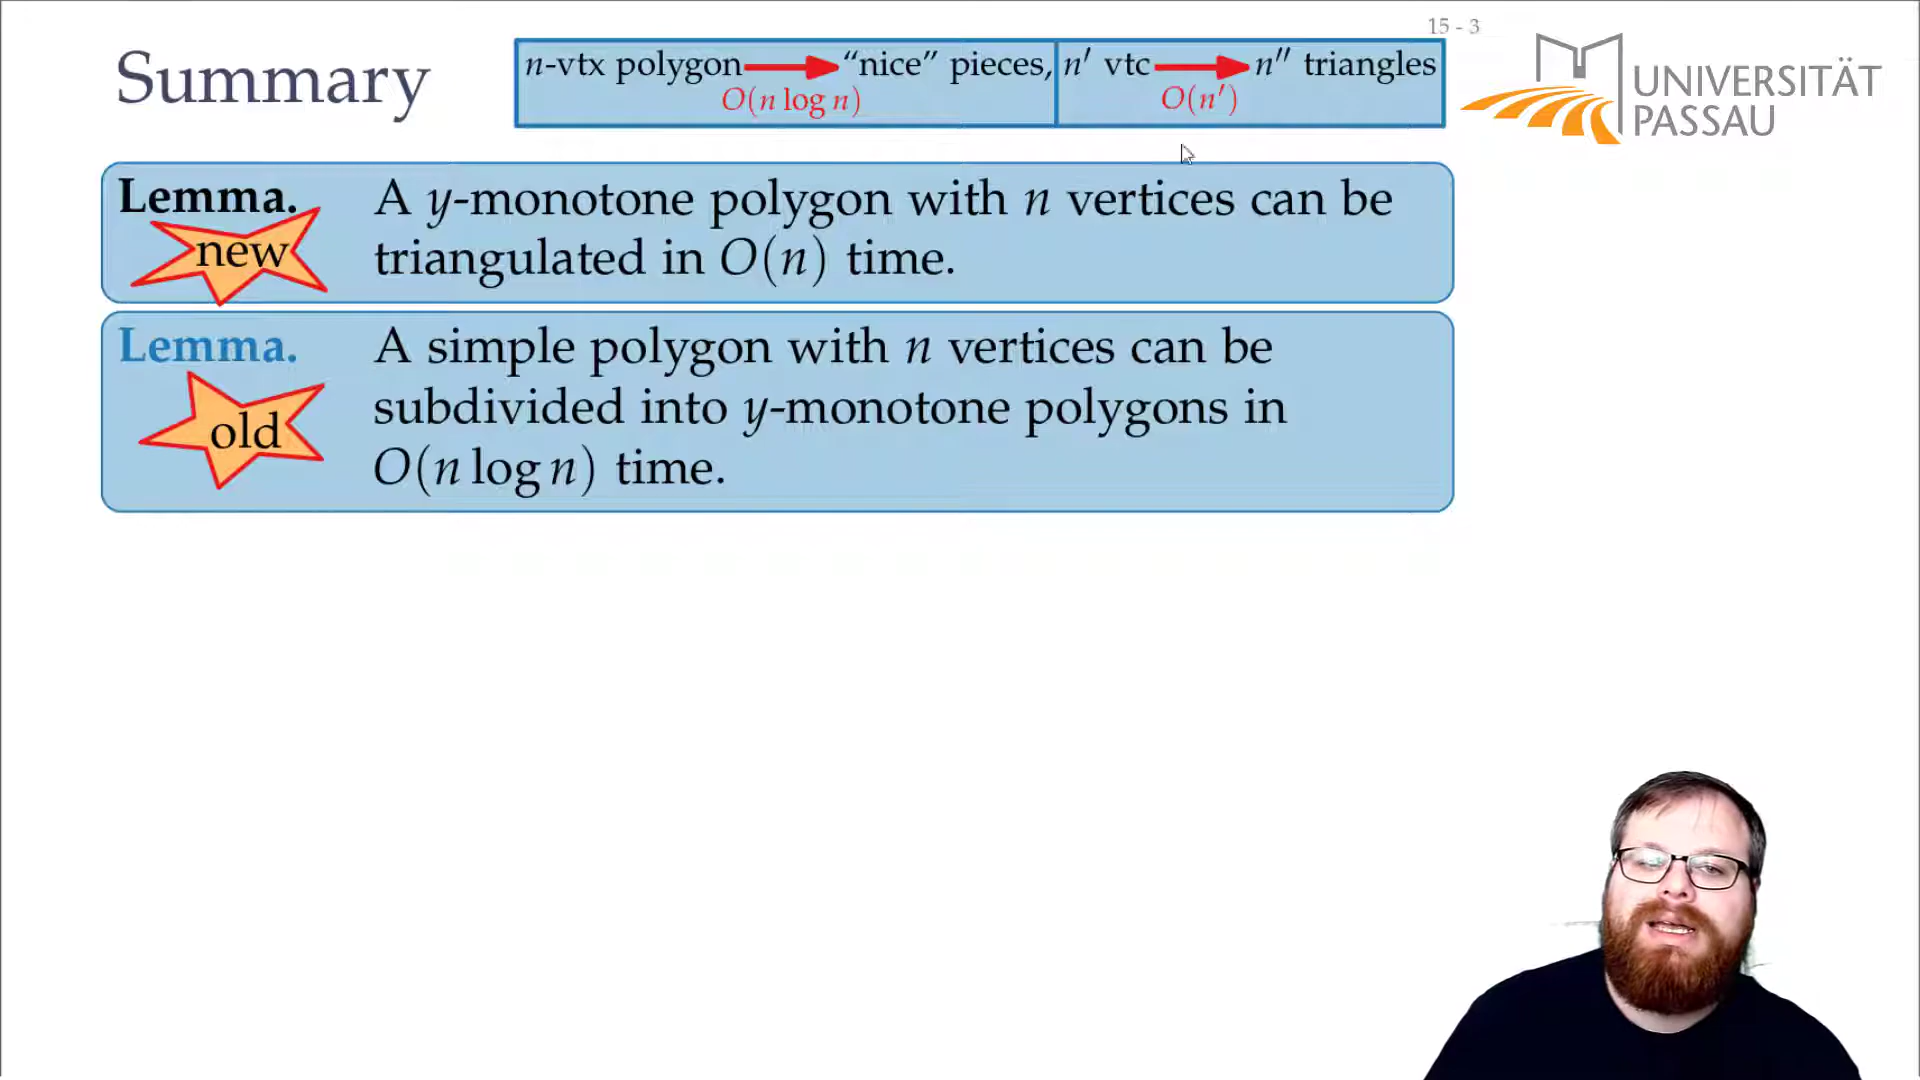 15 - 3
Summary
n-vtx polygon → “nice” pieces, n′ vtc → n″ triangles
O(n log n) O(n′)
UNIVERSITÄT
PASSAU
Lemma. A y-monotone polygon with n vertices can be
new triangulated in O(n) time.
Lemma. A simple polygon with n vertices can be
subdivided into y-monotone polygons in
old
O(n log n) time.